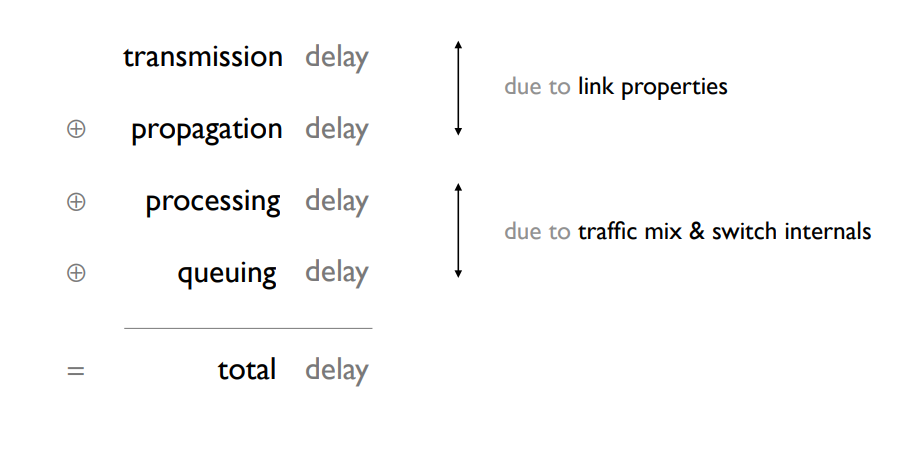 transmission delay
due to link properties
⊕ propagation delay
⊕ processing delay
due to traffic mix & switch internals
⊕ queuing delay
= total delay